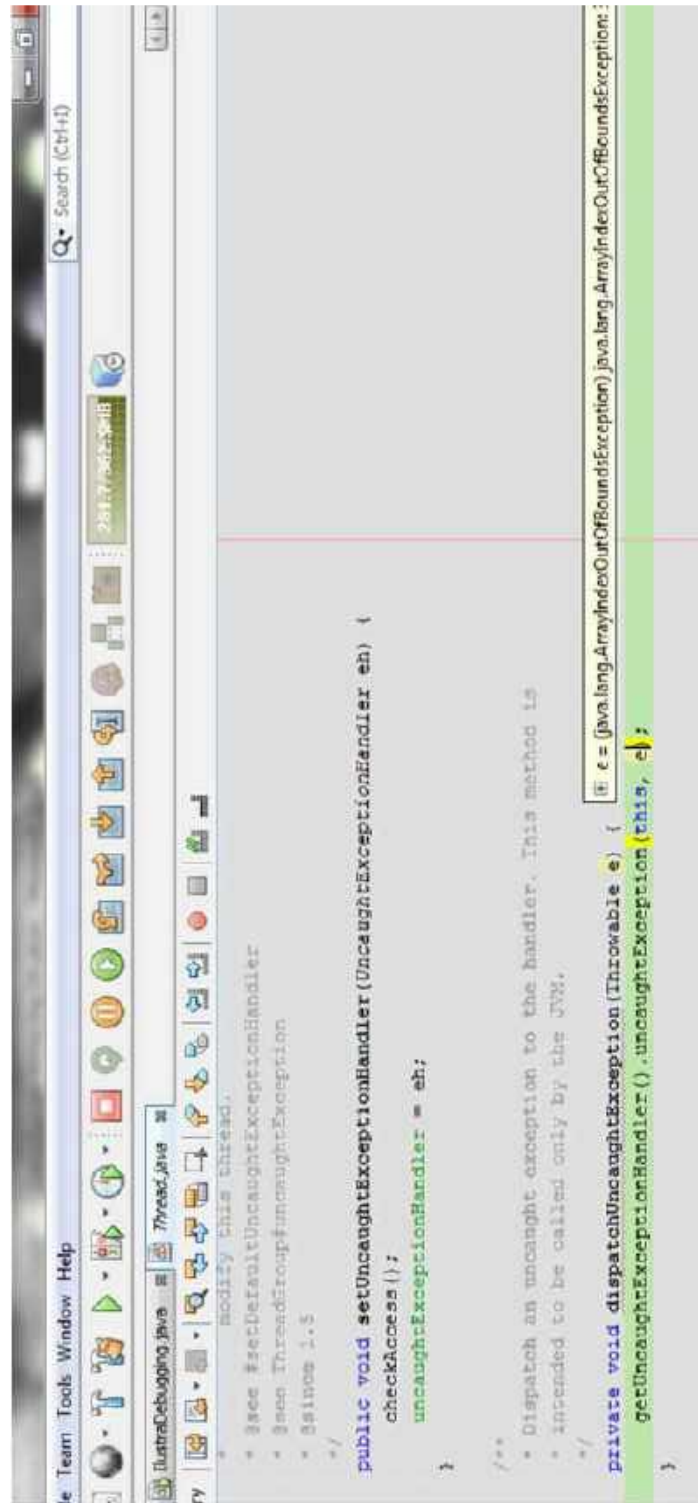 le Team Tools Window Help
Search (Ctrl+I)
IlustraDebugging.java Thread.java
ry
* modify this thread.
* @see #setDefaultUncaughtExceptionHandler
* @see ThreadGroup#uncaughtException
* @since 1.5
*/
public void setUncaughtExceptionHandler(UncaughtExceptionHandler eh) {
checkAccess();
uncaughtExceptionHandler = eh;
}
/**
* Dispatch an uncaught exception to the handler. This method is
* intended to be called only by the JVM.
*/
private void dispatchUncaughtException(Throwable e) {
e = (java.lang.ArrayIndexOutOfBoundsException) java.lang.ArrayIndexOutOfBoundsException:
getUncaughtExceptionHandler().uncaughtException(this, e);
}